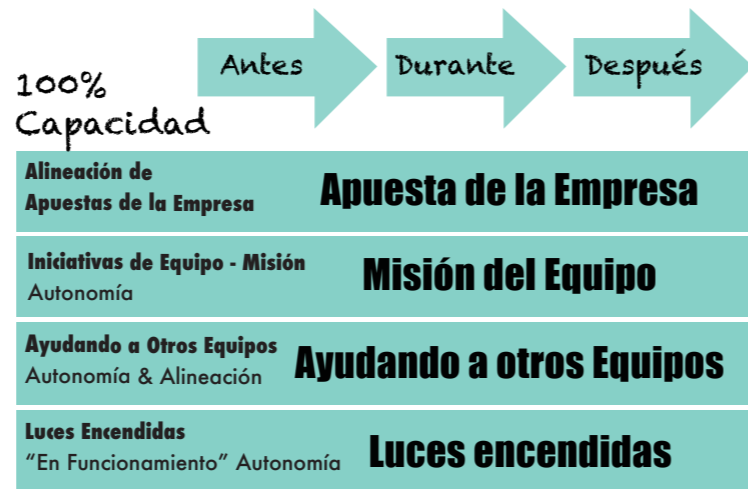 Antes
Durante
Después
100%
Capacidad
Alineación de
Apuestas de la Empresa
Apuesta de la Empresa
Iniciativas de Equipo - Misión
Autonomía
Misión del Equipo
Ayudando a Otros Equipos
Autonomía & Alineación
Ayudando a otros Equipos
Luces Encendidas
“En Funcionamiento” Autonomía
Luces encendidas